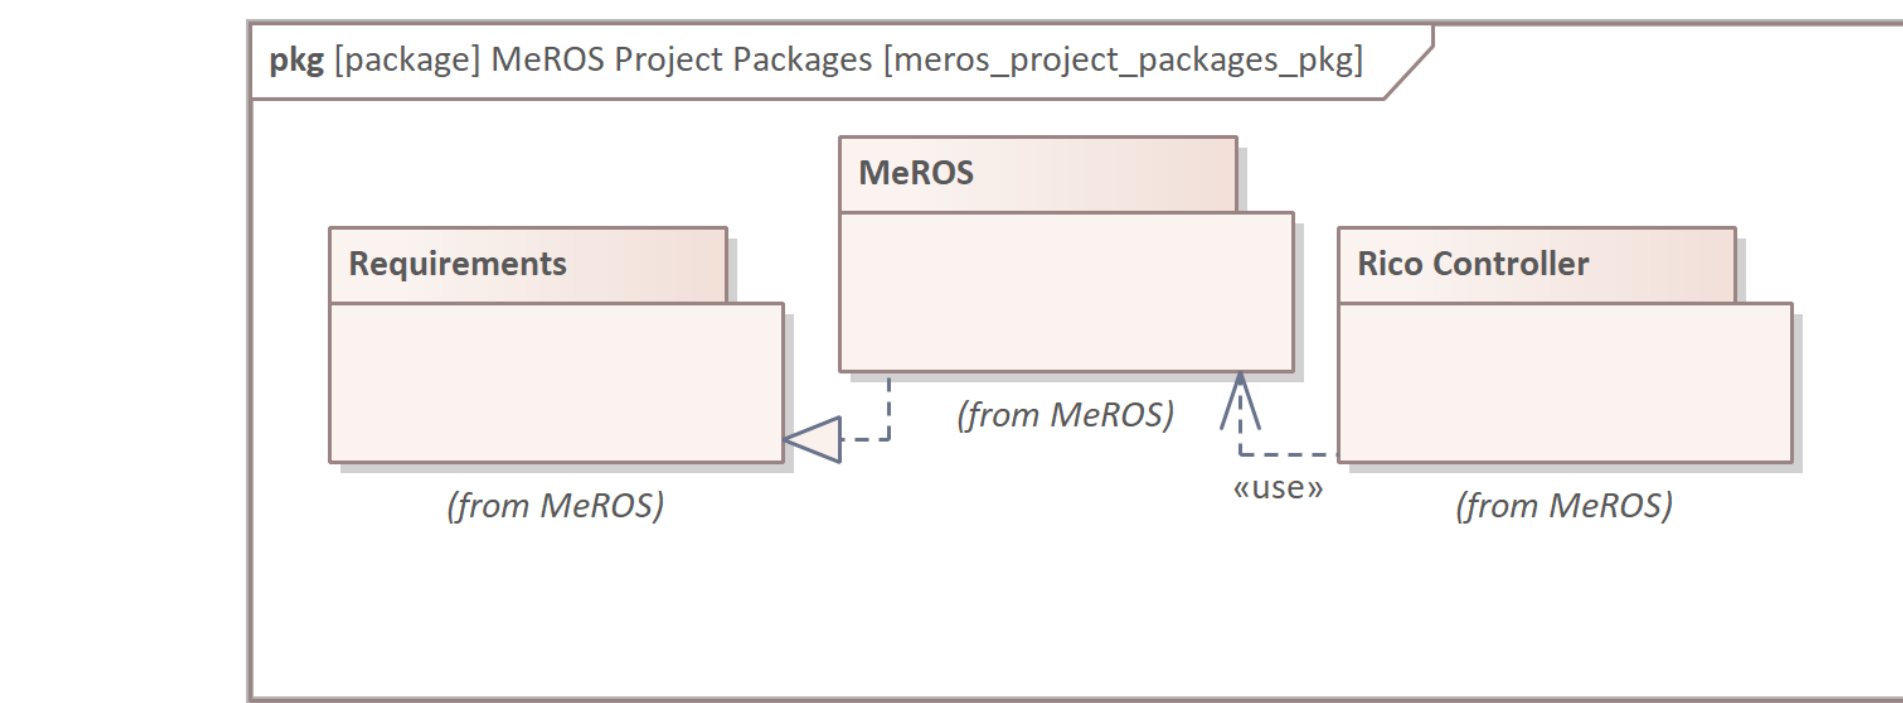 pkg [package] MeROS Project Packages [meros_project_packages_pkg]
MeROS
Requirements
Rico Controller
(from MeROS)
«use»
(from MeROS)
(from MeROS)